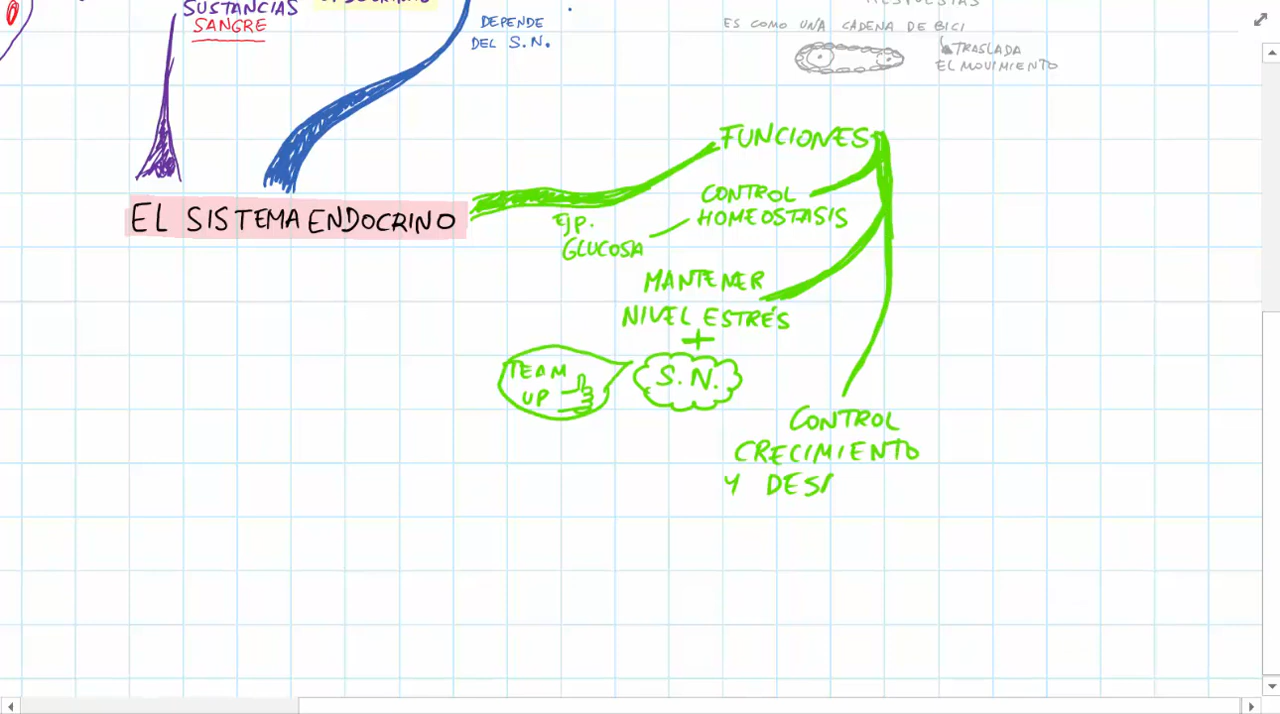 SUSTANCIAS
SANGRE
DEPENDE
DEL S.N.
ES COMO UNA CADENA DE BICI
TRASLADA
EL MOVIMIENTO
FUNCIONES
EL SISTEMA ENDOCRINO
CONTROL
HOMEOSTASIS
EJP.
GLUCOSA
MANTENER
NIVEL ESTRÉS
+
S.N.
TEAM
UP
CONTROL
CRECIMIENTO
Y DES